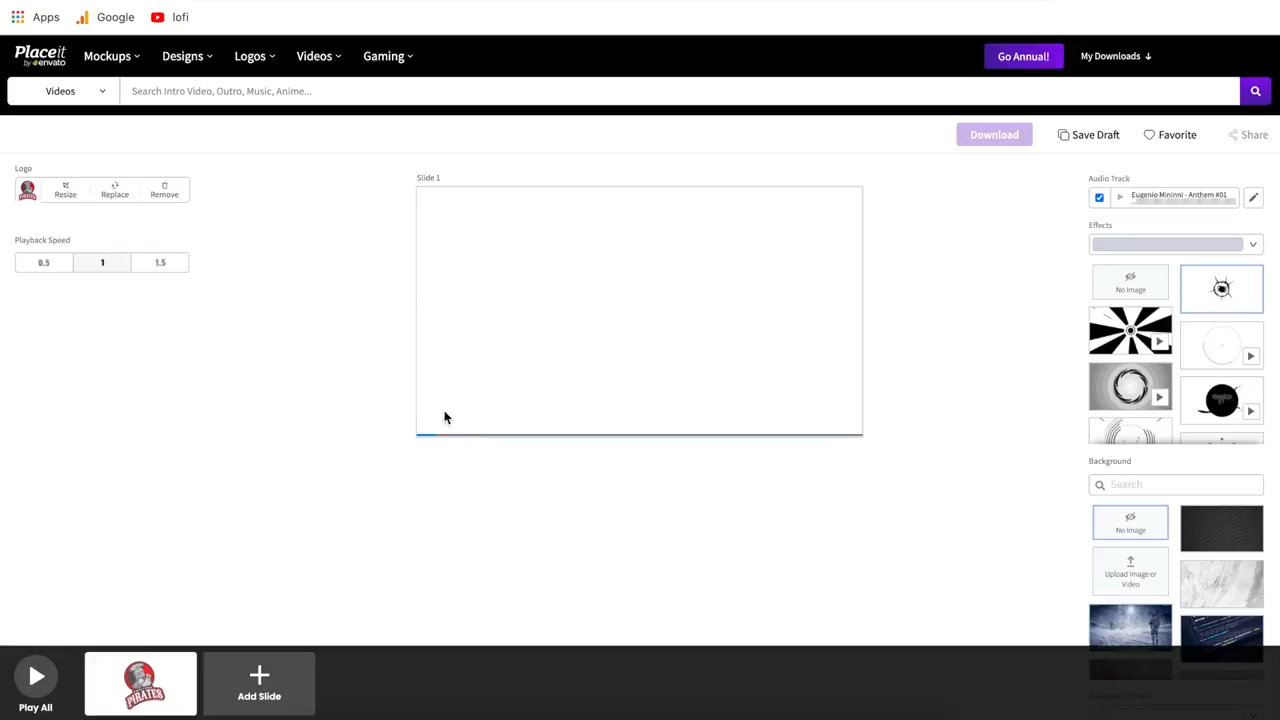 Apps Google lofi
Placeit by envato Mockups Designs Logos Videos Gaming Go Annual! My Downloads
Videos Search Intro Video, Outro, Music, Anime...
Download Save Draft Favorite Share
Logo
PIRATES Resize Replace Remove
Playback Speed
0.5 1 1.5
Slide 1
Audio Track
Eugenio Mininni - Anthem #01
Effects
No Image
Background
Search
No Image
Upload Image or
Video
PIRATES
Add Slide
Play All
Background Color